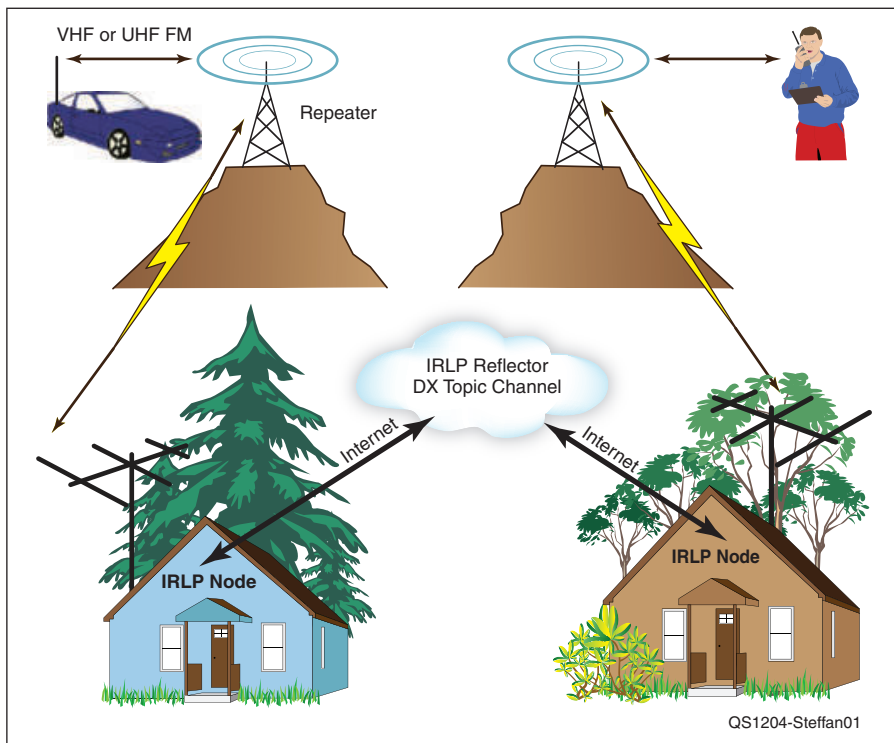 VHF or UHF FM
Repeater
IRLP Reflector
DX Topic Channel
Internet
Internet
IRLP Node
IRLP Node
QS1204-Steffan01